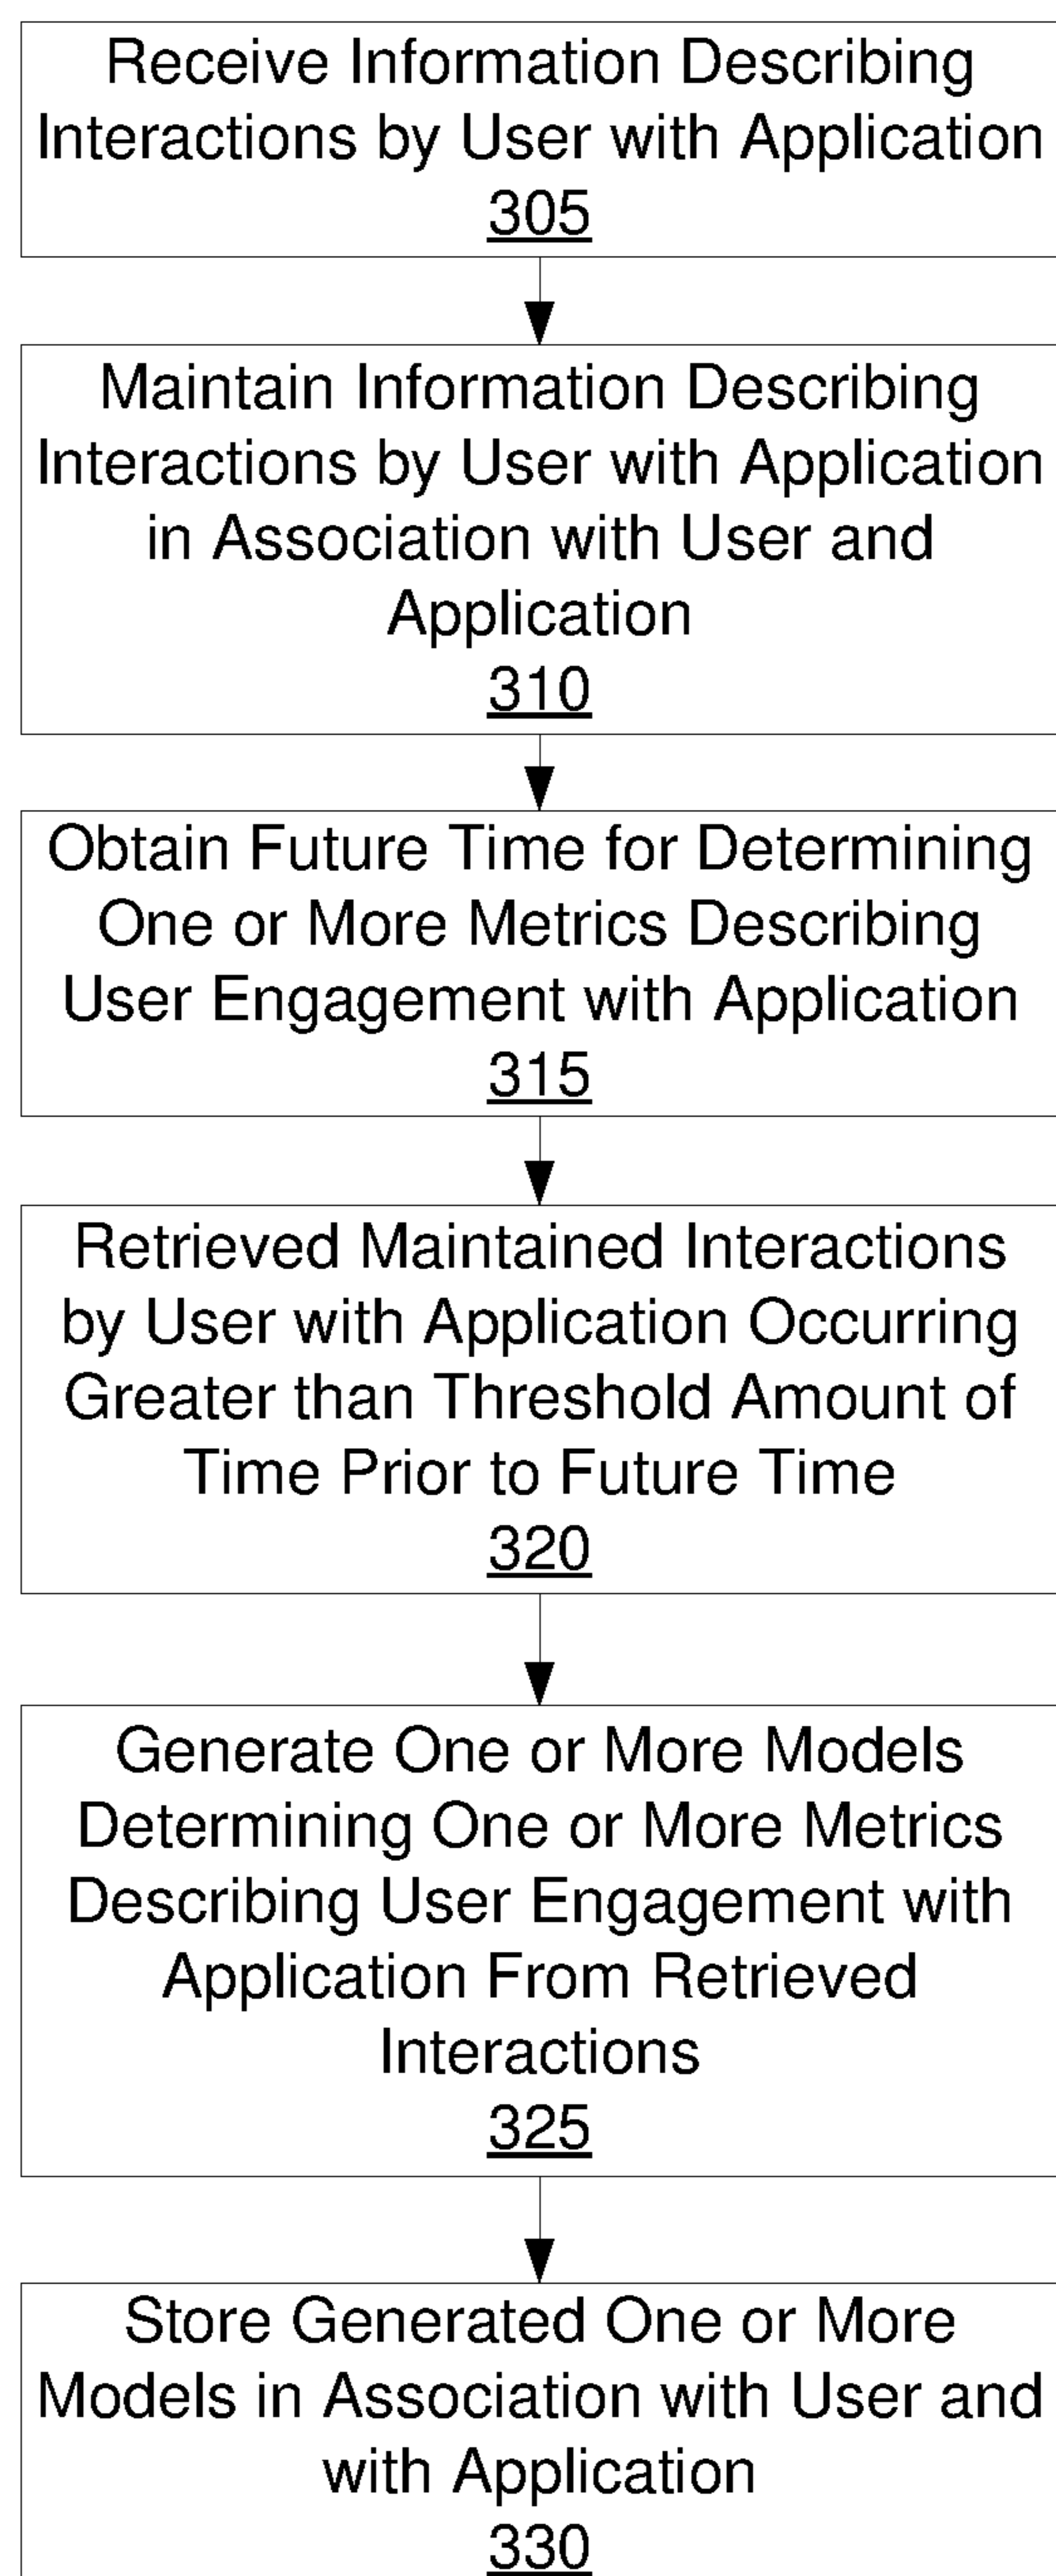 Receive Information Describing
Interactions by User with Application
305
Maintain Information Describing
Interactions by User with Application
in Association with User and
Application
310
Obtain Future Time for Determining
One or More Metrics Describing
User Engagement with Application
315
Retrieved Maintained Interactions
by User with Application Occurring
Greater than Threshold Amount of
Time Prior to Future Time
320
Generate One or More Models
Determining One or More Metrics
Describing User Engagement with
Application From Retrieved
Interactions
325
Store Generated One or More
Models in Association with User and
with Application
330